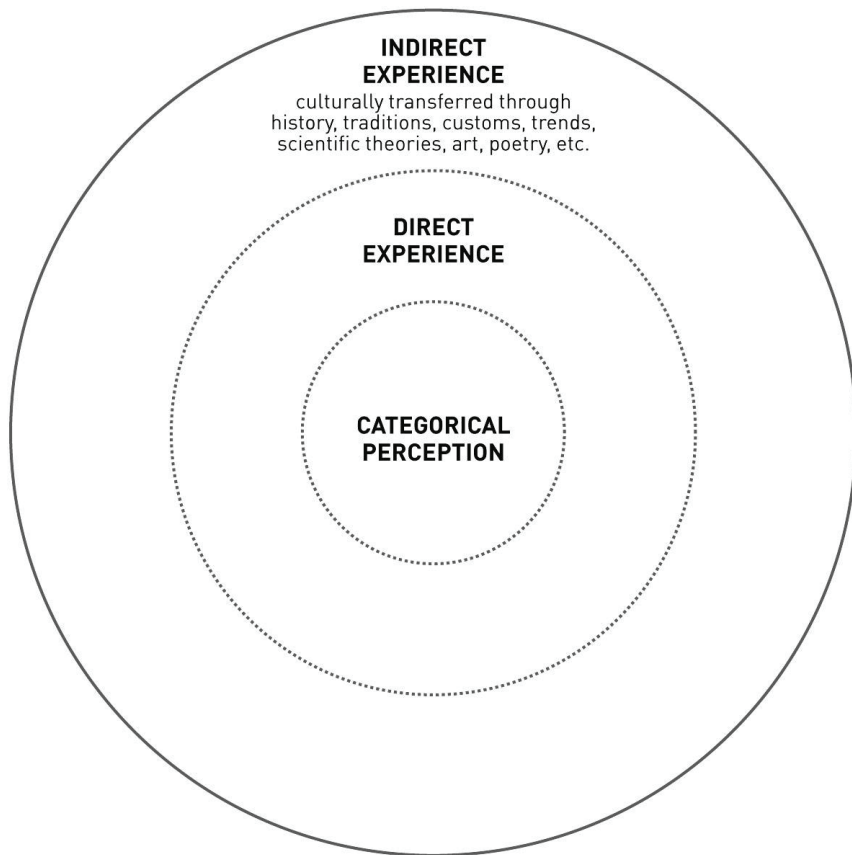 INDIRECT
EXPERIENCE
culturally transferred through
history, traditions, customs, trends,
scientific theories, art, poetry, etc.
DIRECT
EXPERIENCE
CATEGORICAL
PERCEPTION